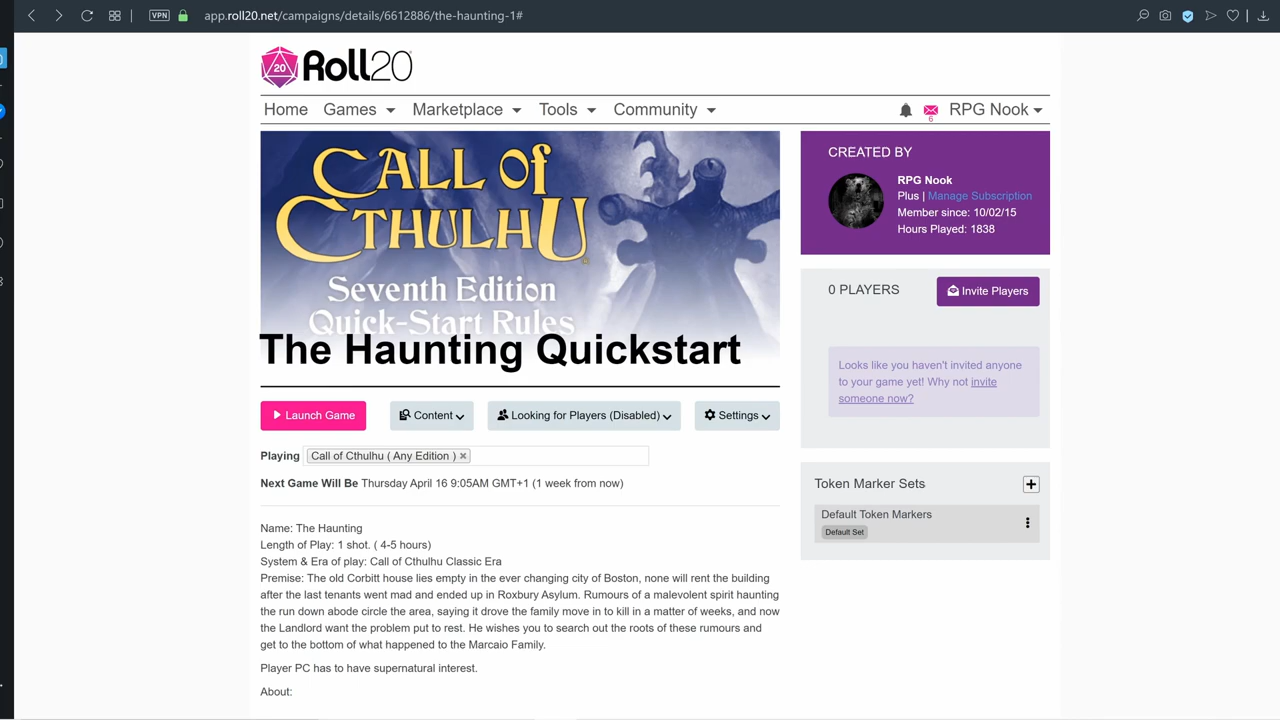 VPN
app.roll20.net/campaigns/details/6612886/the-haunting-1#
20 Roll20
Home Games Marketplace Tools Community 6 RPG Nook
CALL of
CTHULHU
Seventh Edition
Quick-Start Rules
The Haunting Quickstart
Launch Game Content Looking for Players (Disabled) Settings
Playing Call of Cthulhu ( Any Edition ) ×
Next Game Will Be Thursday April 16 9:05AM GMT+1 (1 week from now)
Name: The Haunting
Length of Play: 1 shot. ( 4-5 hours)
System & Era of play: Call of Cthulhu Classic Era
Premise: The old Corbitt house lies empty in the ever changing city of Boston, none will rent the building
after the last tenants went mad and ended up in Roxbury Asylum. Rumours of a malevolent spirit haunting
the run down abode circle the area, saying it drove the family move in to kill in a matter of weeks, and now
the Landlord want the problem put to rest. He wishes you to search out the roots of these rumours and
get to the bottom of what happened to the Marcaio Family.
Player PC has to have supernatural interest.
About:
CREATED BY
RPG Nook
Plus | Manage Subscription
Member since: 10/02/15
Hours Played: 1838
0 PLAYERS Invite Players
Looks like you haven't invited anyone
to your game yet! Why not invite
someone now?
Token Marker Sets
Default Token Markers
Default Set